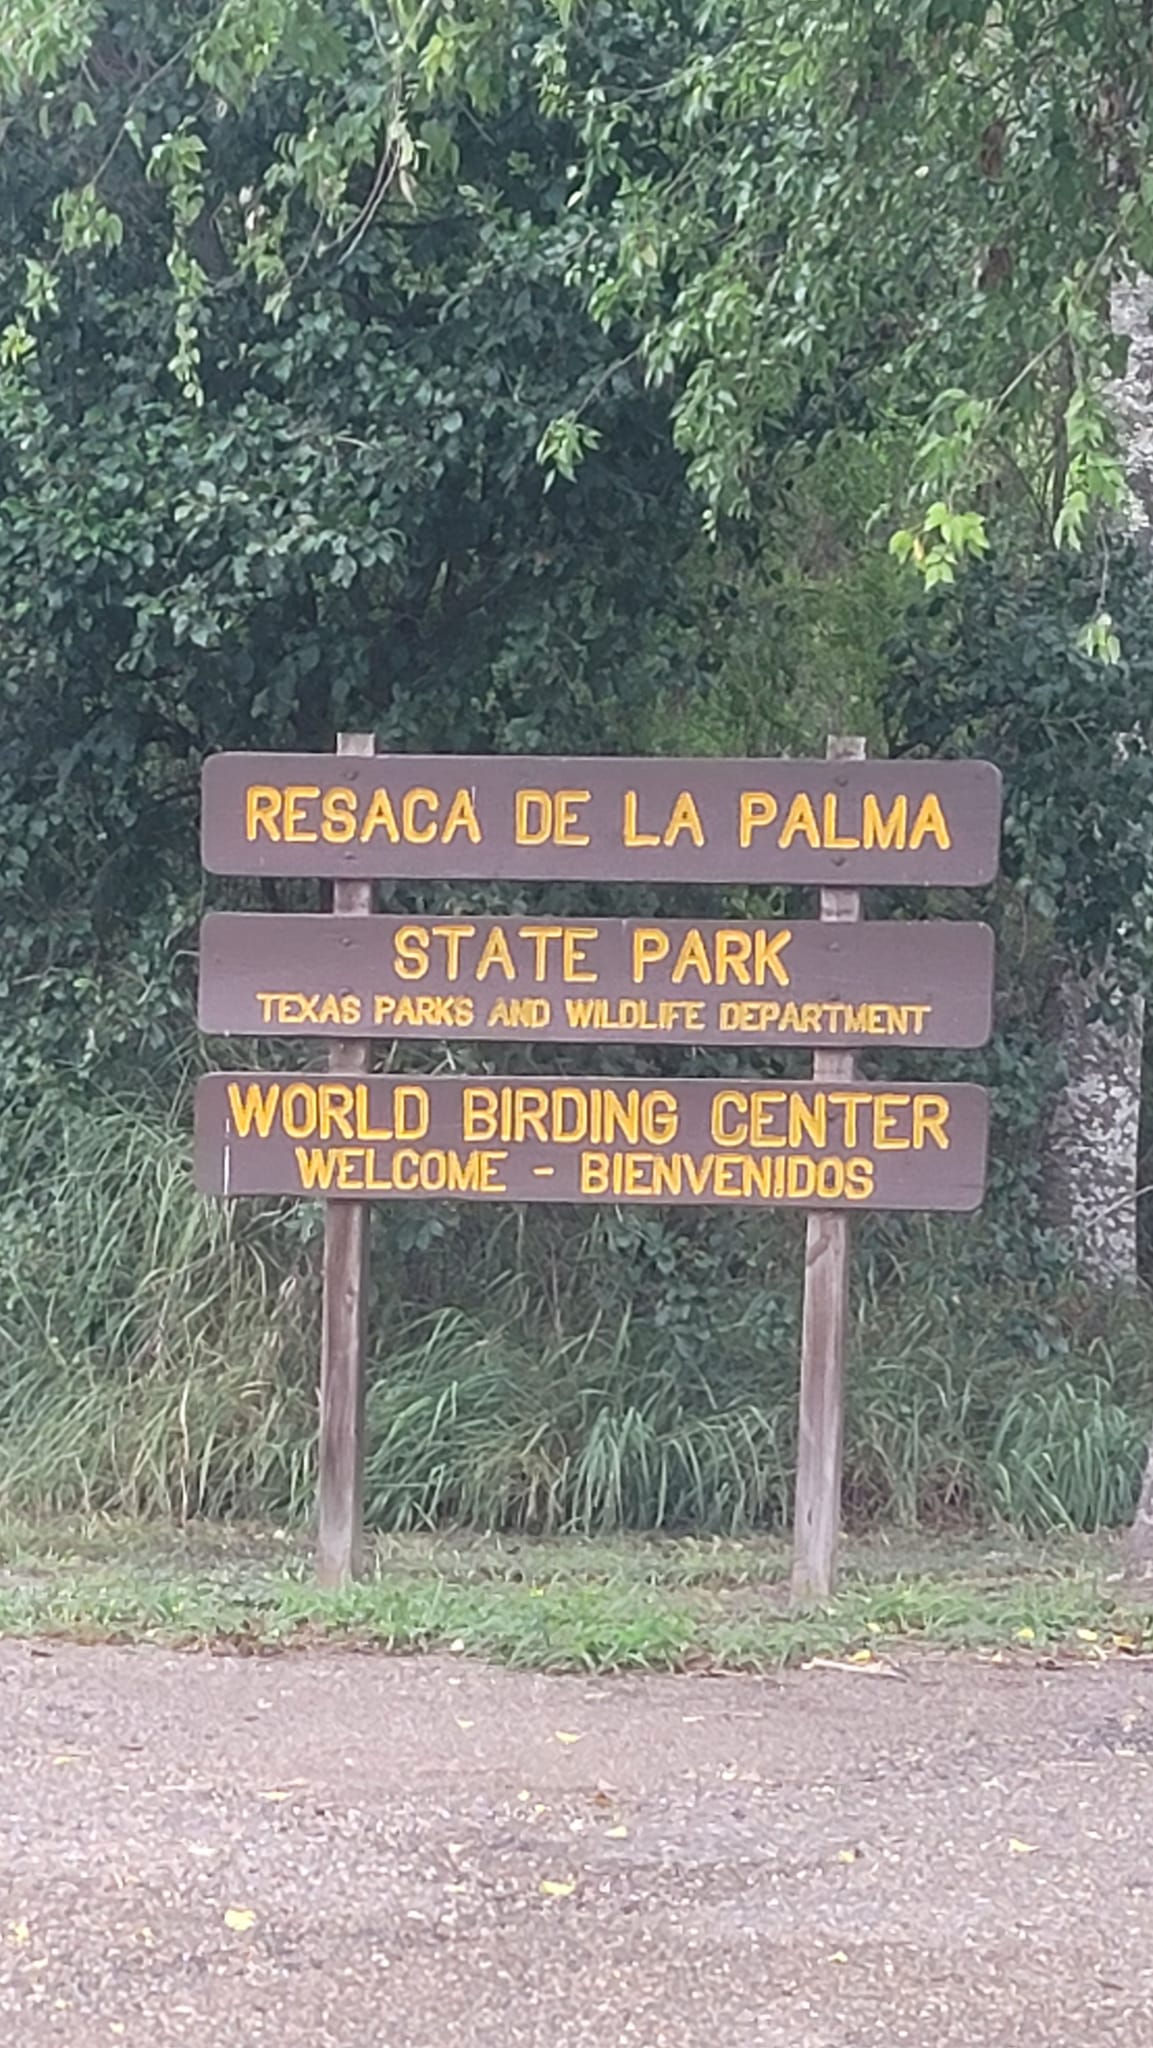 RESACA DE LA PALMA
STATE PARK
TEXAS PARKS AND WILDLIFE DEPARTMENT
WORLD BIRDING CENTER
WELCOME - BIENVENIDOS